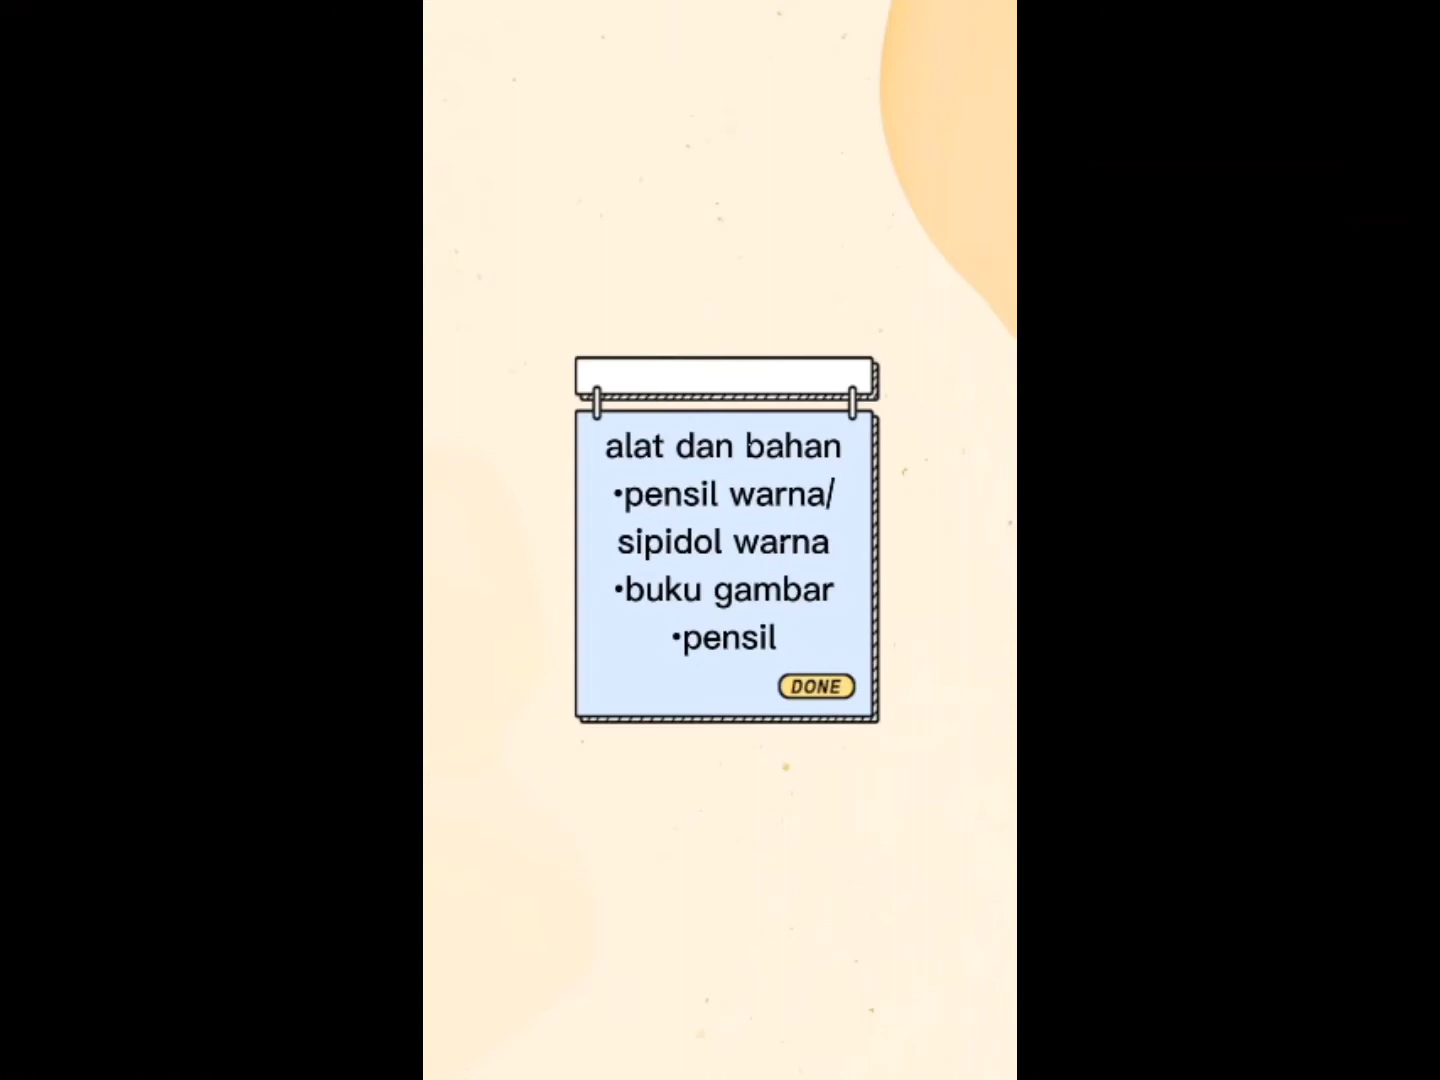 alat dan bahan
•pensil warna/
sipidol warna
•buku gambar
•pensil
DONE